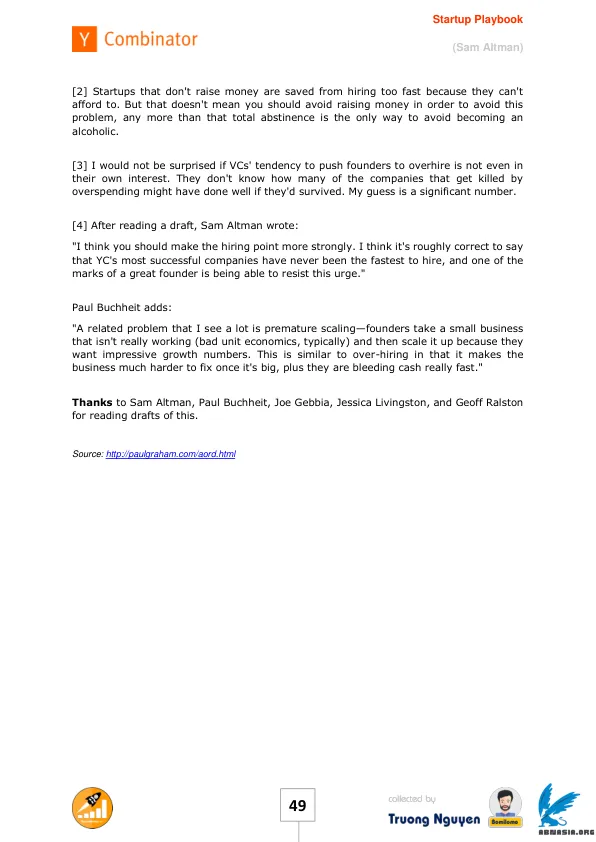 Startup Playbook
Y Combinator
(Sam Altman)
[2] Startups that don't raise money are saved from hiring too fast because they can't
afford to. But that doesn't mean you should avoid raising money in order to avoid this
problem, any more than that total abstinence is the only way to avoid becoming an
alcoholic.
[3] I would not be surprised if VCs' tendency to push founders to overhire is not even in
their own interest. They don't know how many of the companies that get killed by
overspending might have done well if they'd survived. My guess is a significant number.
[4] After reading a draft, Sam Altman wrote:
"I think you should make the hiring point more strongly. I think it's roughly correct to say
that YC's most successful companies have never been the fastest to hire, and one of the
marks of a great founder is being able to resist this urge."
Paul Buchheit adds:
"A related problem that I see a lot is premature scaling—founders take a small business
that isn't really working (bad unit economics, typically) and then scale it up because they
want impressive growth numbers. This is similar to over-hiring in that it makes the
business much harder to fix once it's big, plus they are bleeding cash really fast."
Thanks to Sam Altman, Paul Buchheit, Joe Gebbia, Jessica Livingston, and Geoff Ralston
for reading drafts of this.
Source: http://paulgraham.com/aord.html
49
collected by
Truong Nguyen
Bomisomo
ABNASIA.ORG